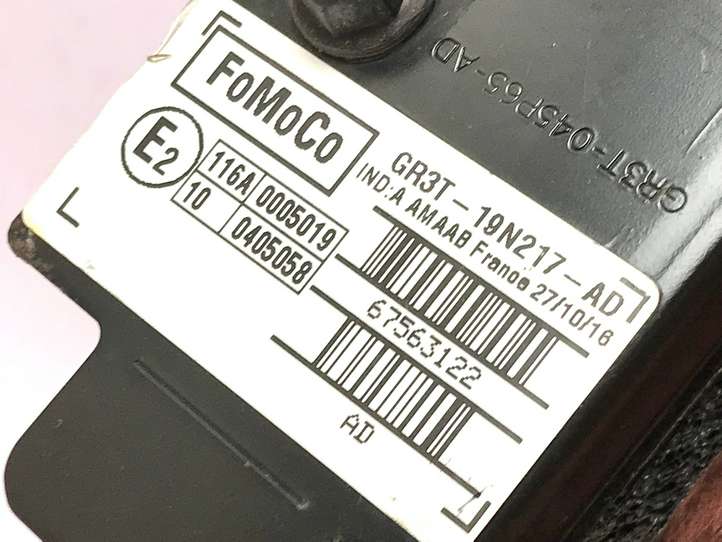 GR3T-045P65-AD
FoMoCo
E2
116A 0005019
10 0405058
GR3T-19N217-AD
IND:A AMAAB France 27/10/16
67563122
AD